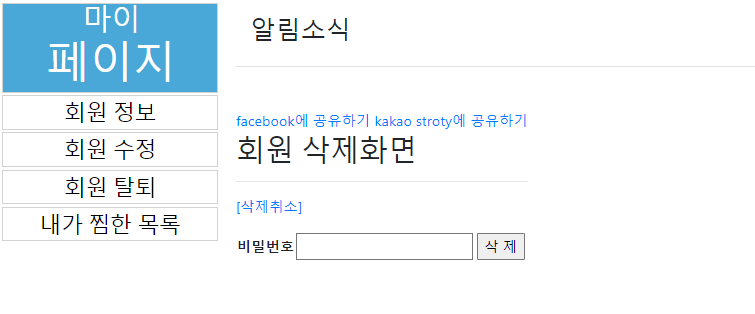 마이
페이지
회원 정보
회원 수정
회원 탈퇴
내가 찜한 목록
알림소식
facebook에 공유하기 kakao stroty에 공유하기
회원 삭제화면
[삭제취소]
비밀번호 삭 제